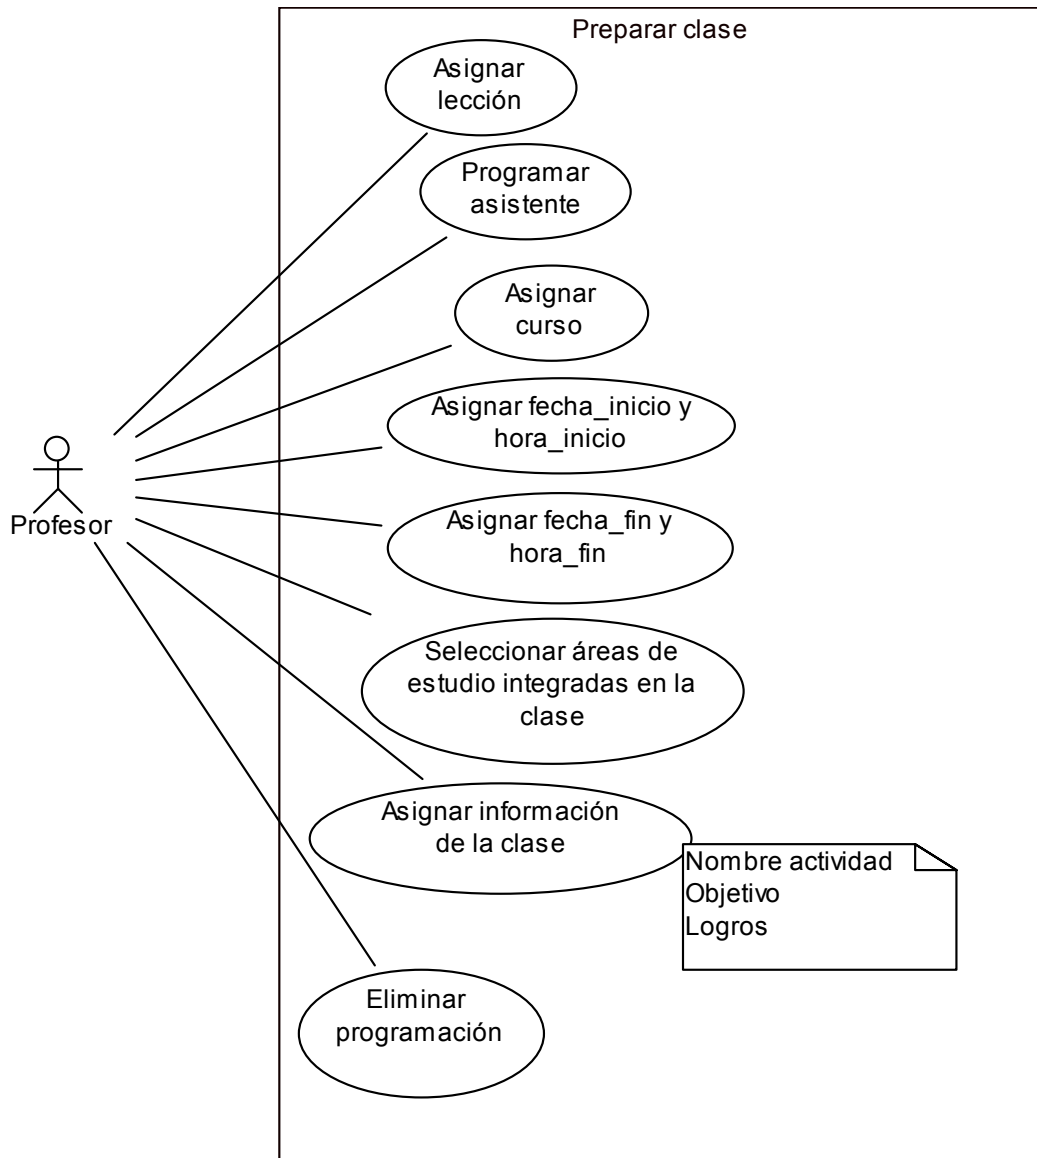 Preparar clase
Asignar
lección
Programar
asistente
Asignar
curso
Asignar fecha_inicio y
hora_inicio
Profesor
Asignar fecha_fin y
hora_fin
Seleccionar áreas de
estudio integradas en la
clase
Asignar información
de la clase
Nombre actividad
Objetivo
Logros
Eliminar
programación